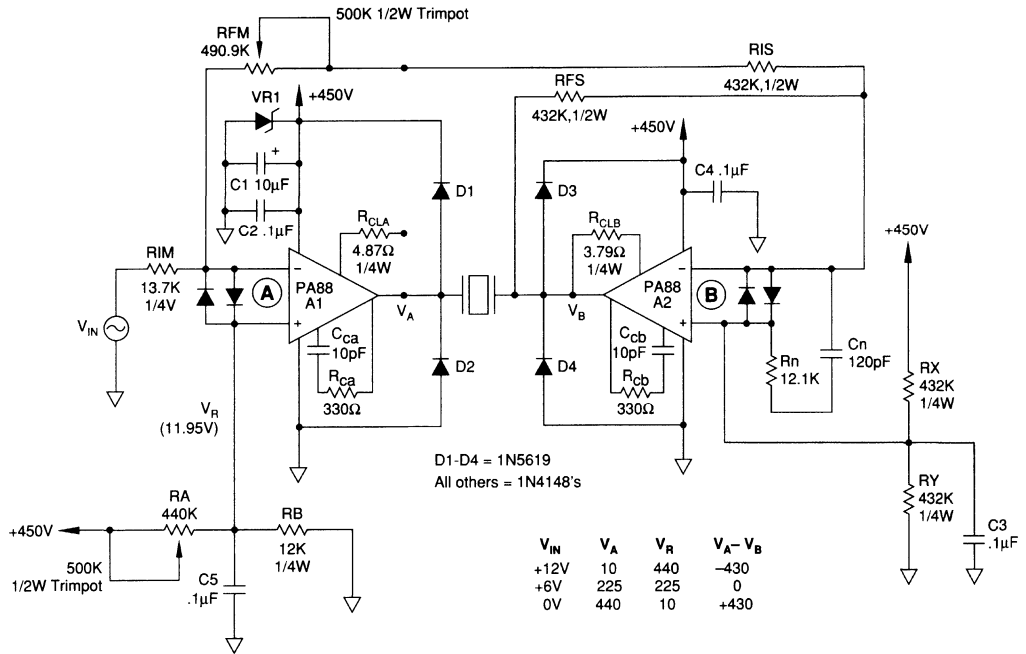 500K 1/2W Trimpot
RFM
490.9K
RIS
432K,1/2W
RFS
432K,1/2W
VR1
+450V
+450V
+
C1 10µF
C2 .1µF
D1
D3
C4 .1µF
RCLA
4.87Ω
1/4W
RCLB
3.79Ω
1/4W
+450V
RIM
13.7K
1/4V
A
−
PA88
A1
+
−
PA88
A2
+
B
VIN
VA
VB
Cca
10pF
Rca
330Ω
D2
D4
Ccb
10pF
Rcb
330Ω
Rn
12.1K
Cn
120pF
RX
432K
1/4W
VR
(11.95V)
D1-D4 = 1N5619
All others = 1N4148's
RY
432K
1/4W
C3
.1µF
+450V
RA
440K
RB
12K
1/4W
500K
1/2W Trimpot
C5
.1µF
VIN VA VR VA− VB
+12V 10 440 −430
+6V 225 225 0
0V 440 10 +430